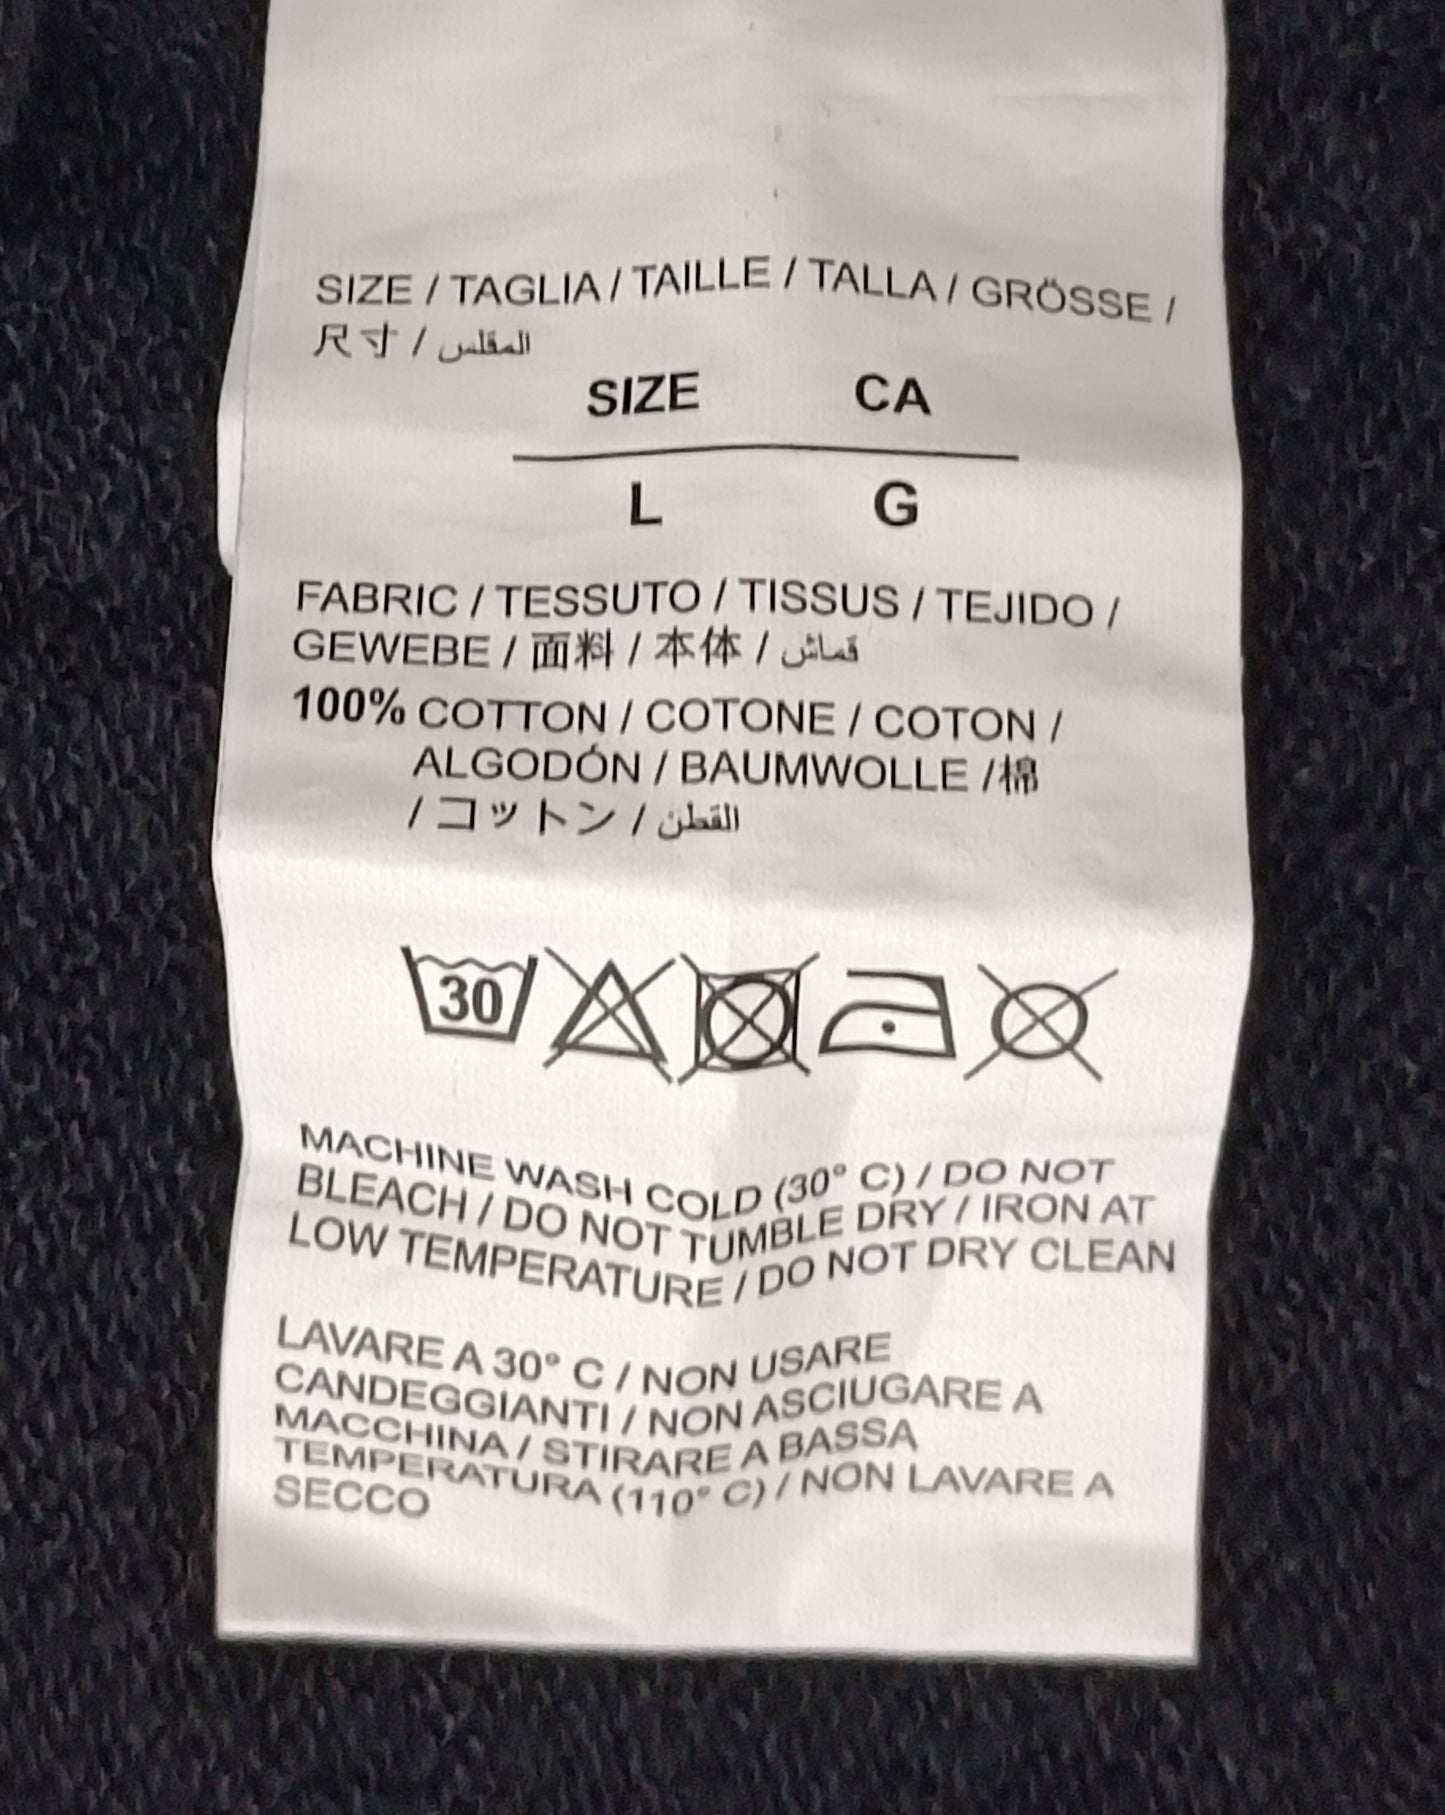 SIZE / TAGLIA / TAILLE / TALLA / GRÖSSE /
尺寸 / المقلس
SIZE CA
L G
FABRIC / TESSUTO / TISSUS / TEJIDO /
GEWEBE / 面料 / 本体 / قماش
100% COTTON / COTONE / COTON /
ALGODÓN / BAUMWOLLE /棉
/ コットン / القطن
30
MACHINE WASH COLD (30° C) / DO NOT
BLEACH / DO NOT TUMBLE DRY / IRON AT
LOW TEMPERATURE / DO NOT DRY CLEAN
LAVARE A 30° C / NON USARE
CANDEGGIANTI / NON ASCIUGARE A
MACCHINA / STIRARE A BASSA
TEMPERATURA (110° C) / NON LAVARE A
SECCO